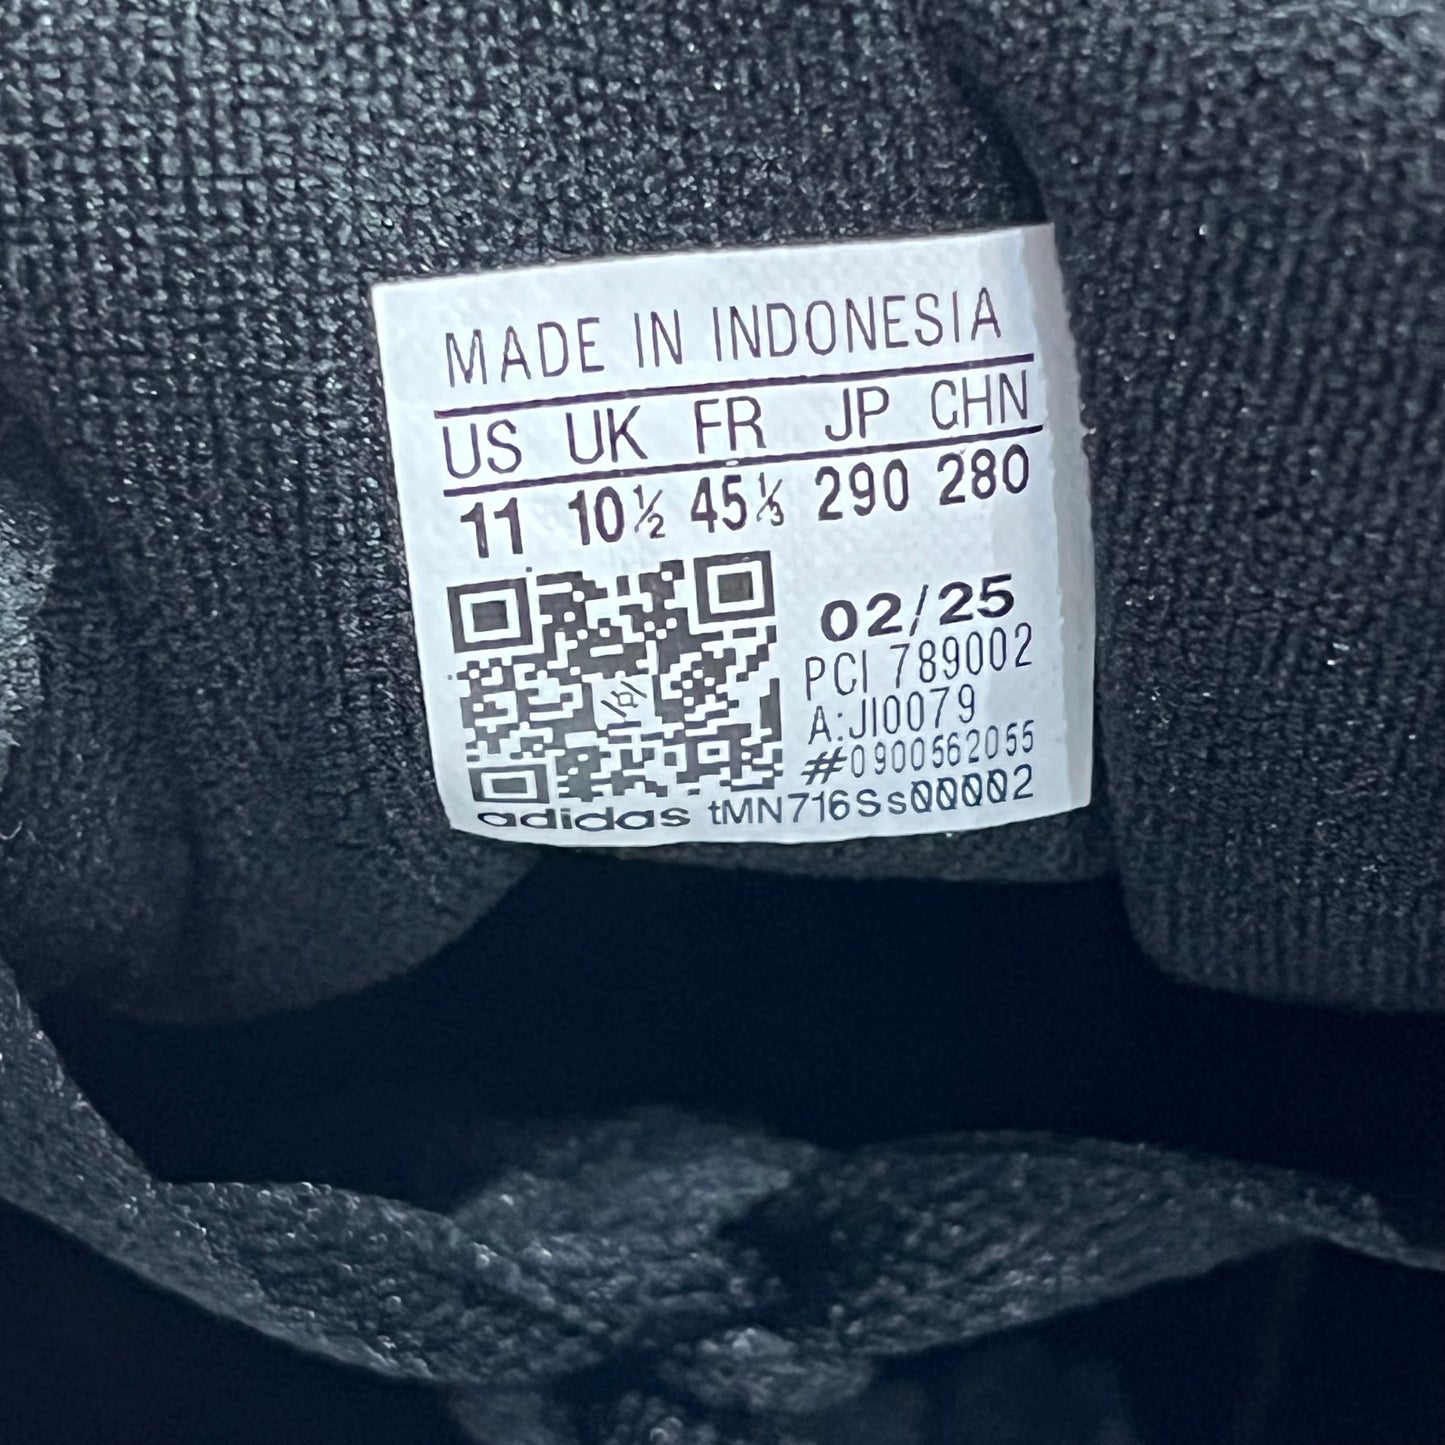 MADE IN INDONESIA
US UK FR JP CHN
11 10½ 45⅓ 290 280
02/25
PCI 789002
A:JI0079
#0900562055
adidas tMN716Ss00002